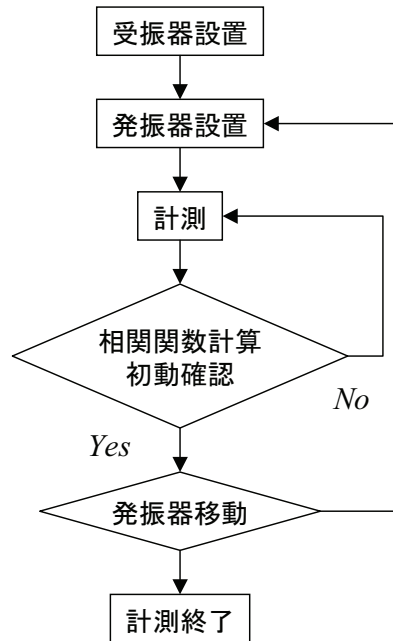 受振器設置
発振器設置
計測
相関関数計算
初動確認
No
Yes
発振器移動
計測終了